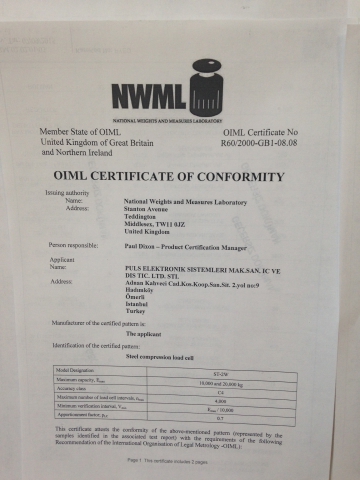 NWML
NATIONAL WEIGHTS AND MEASURES LABORATORY
Member State of OIML
United Kingdom of Great Britain
and Northern Ireland
OIML Certificate No
R60/2000-GB1-08.08
OIML CERTIFICATE OF CONFORMITY
Issuing authority
Name: National Weights and Measures Laboratory
Address: Stanton Avenue
Teddington
Middlesex, TW11 0JZ
United Kingdom
Person responsible: Paul Dixon – Product Certification Manager
Applicant
Name: PULS ELEKTRONIK SISTEMLERI MAK.SAN. IC VE
DIS TIC. LTD. STI.
Address: Adnan Kahveci Cad.Kos.Koop.San.Sit. 2.yol no:9
Hadımköy
Ömerli
Istanbul
Turkey
Manufacturer of the certified pattern is:
The applicant
Identification of the certified pattern:
Steel compression load cell
Model Designation
Maximum capacity, Emax 10,000 and 20,000 kg
Accuracy class C4
Maximum number of load cell intervals, nmax 4,000
Minimum verification interval, Vmin Emax / 10,000
Apportionment factor, pLC 0.7
This certificate attests the conformity of the above-mentioned pattern (represented by the
samples identified in the associated test report) with the requirements of the following
Recommendation of the International Organisation of Legal Metrology -OIML):
Page 1 This certificate includes 2 pages